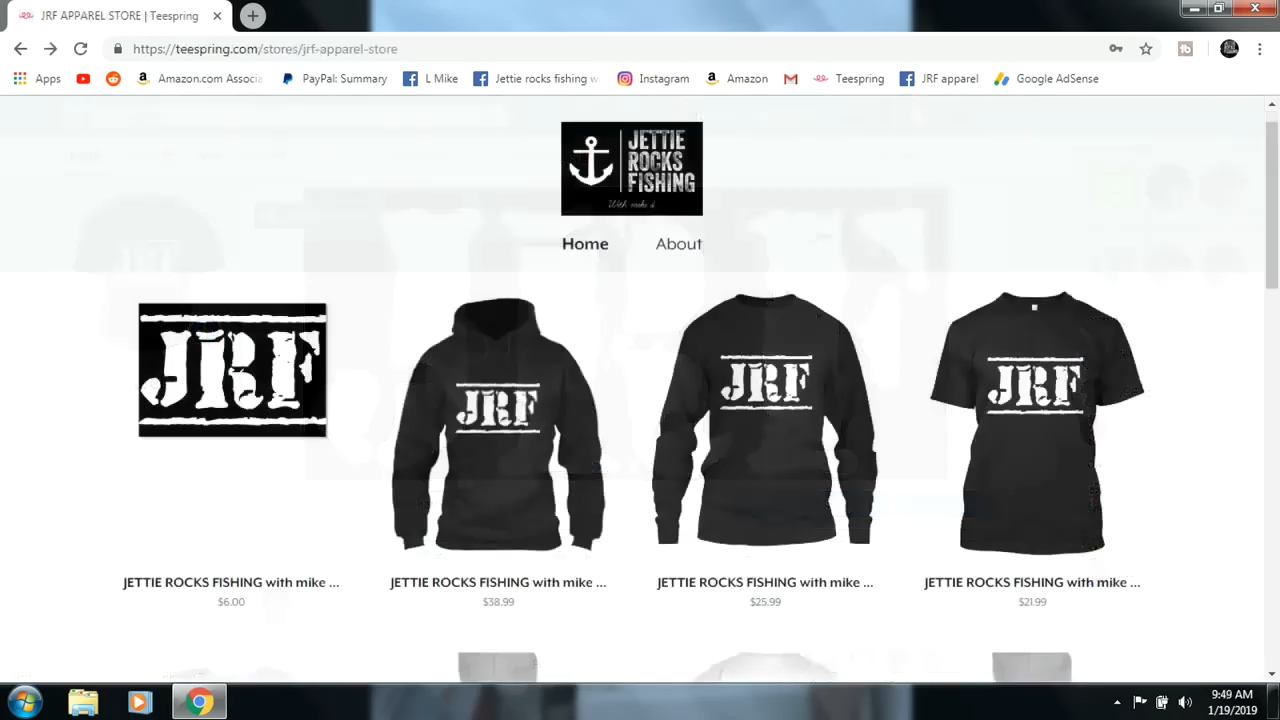 JRF APPAREL STORE | Teespring
https://teespring.com/stores/jrf-apparel-store
Apps Amazon.com Associa PayPal: Summary L Mike Jettie rocks fishing w Instagram Amazon Teespring JRF apparel Google AdSense
JETTIE
ROCKS
FISHING
With mike d
Home About
JRF JRF JRF JRF
JETTIE ROCKS FISHING with mike ... JETTIE ROCKS FISHING with mike ... JETTIE ROCKS FISHING with mike ... JETTIE ROCKS FISHING with mike ...
$6.00 $38.99 $25.99 $21.99
9:49 AM
1/19/2019